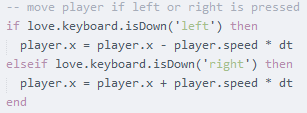 -- move player if left or right is pressed
if love.keyboard.isDown('left') then
  player.x = player.x - player.speed * dt
elseif love.keyboard.isDown('right') then
  player.x = player.x + player.speed * dt
end